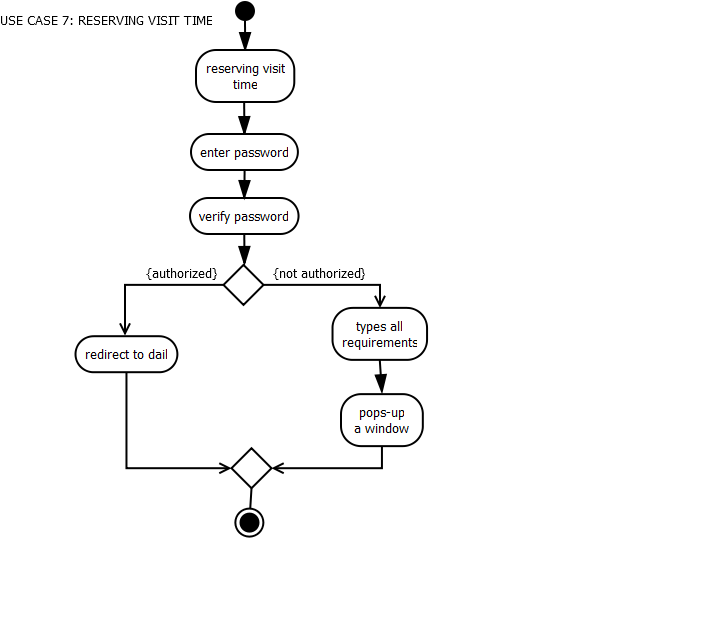 USE CASE 7: RESERVING VISIT TIME
reserving visit
time
enter password
verify password
{authorized}
{not authorized}
types all
requirements
redirect to dail
pops-up
a window